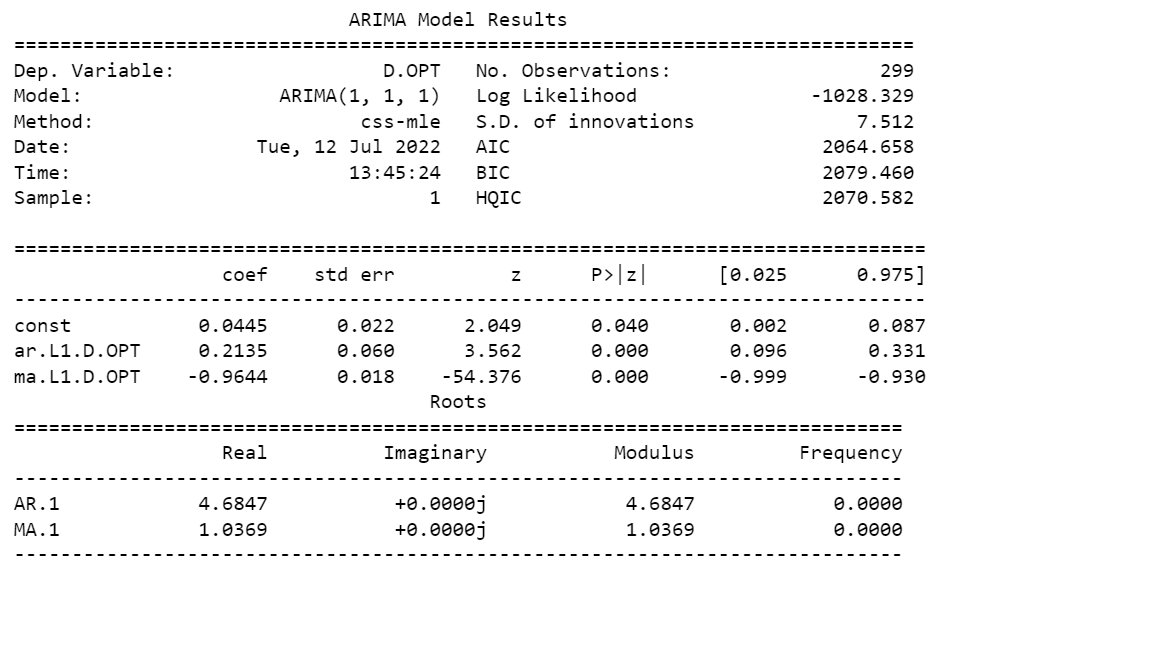 ARIMA Model Results
==============================================================================
Dep. Variable: D.OPT No. Observations: 299
Model: ARIMA(1, 1, 1) Log Likelihood -1028.329
Method: css-mle S.D. of innovations 7.512
Date: Tue, 12 Jul 2022 AIC 2064.658
Time: 13:45:24 BIC 2079.460
Sample: 1 HQIC 2070.582
===============================================================================
coef std err z P>|z| [0.025 0.975]
-------------------------------------------------------------------------------
const 0.0445 0.022 2.049 0.040 0.002 0.087
ar.L1.D.OPT 0.2135 0.060 3.562 0.000 0.096 0.331
ma.L1.D.OPT -0.9644 0.018 -54.376 0.000 -0.999 -0.930
Roots
=============================================================================
Real Imaginary Modulus Frequency
-----------------------------------------------------------------------------
AR.1 4.6847 +0.0000j 4.6847 0.0000
MA.1 1.0369 +0.0000j 1.0369 0.0000
-----------------------------------------------------------------------------